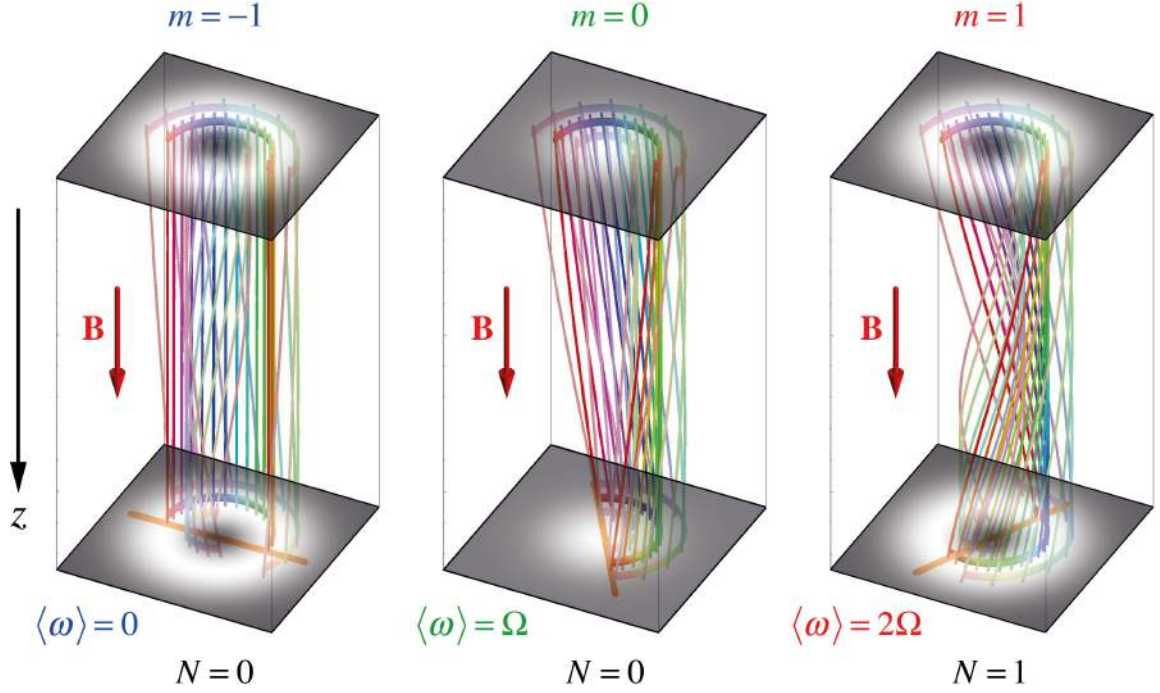 m = −1
m = 0
m = 1
B
B
B
z
⟨ω⟩ = 0
⟨ω⟩ = Ω
⟨ω⟩ = 2Ω
N = 0
N = 0
N = 1